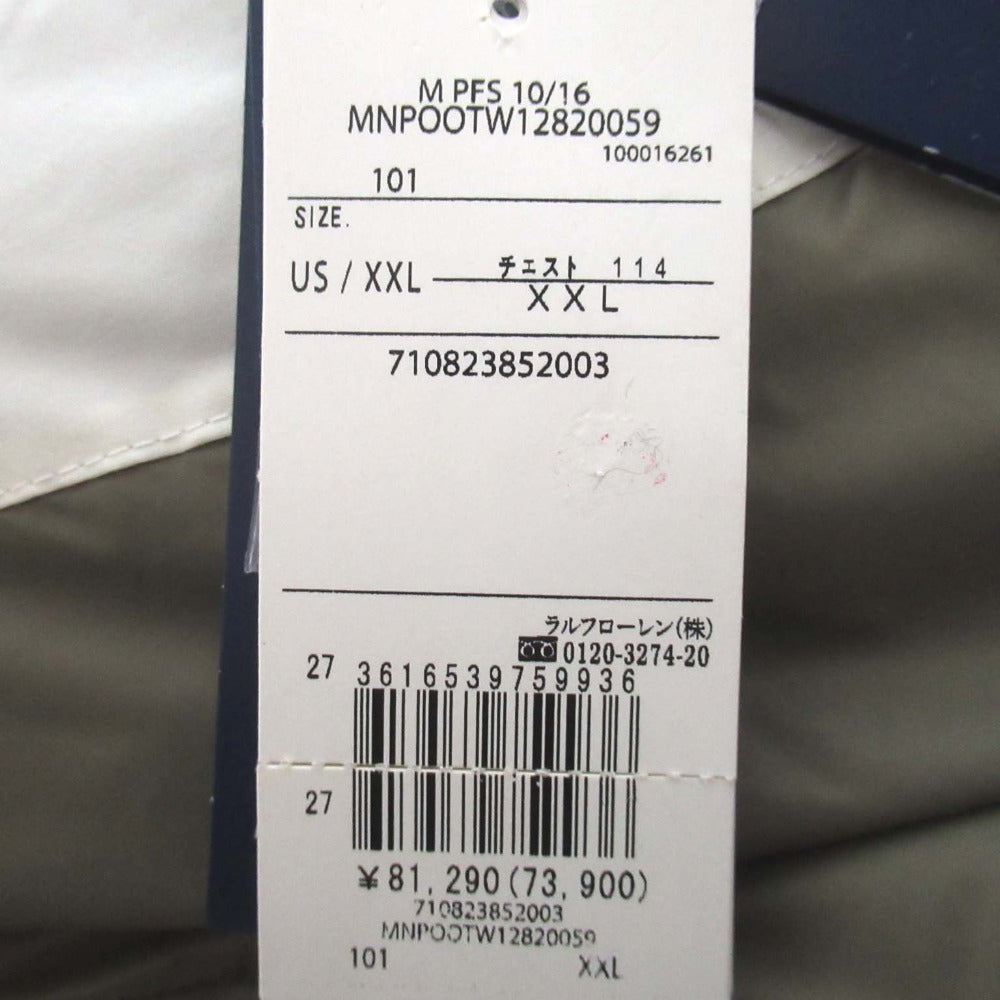 M PFS 10/16
MNPOOTW12820059
100016261
101
SIZE.
US / XXL
チェスト 114
XXL
710823852003
ラルフローレン(株)
0120-3274-20
27 3616539759936
27
¥81,290(73,900)
710823852003
MNPOOTW12820059
101 XXL